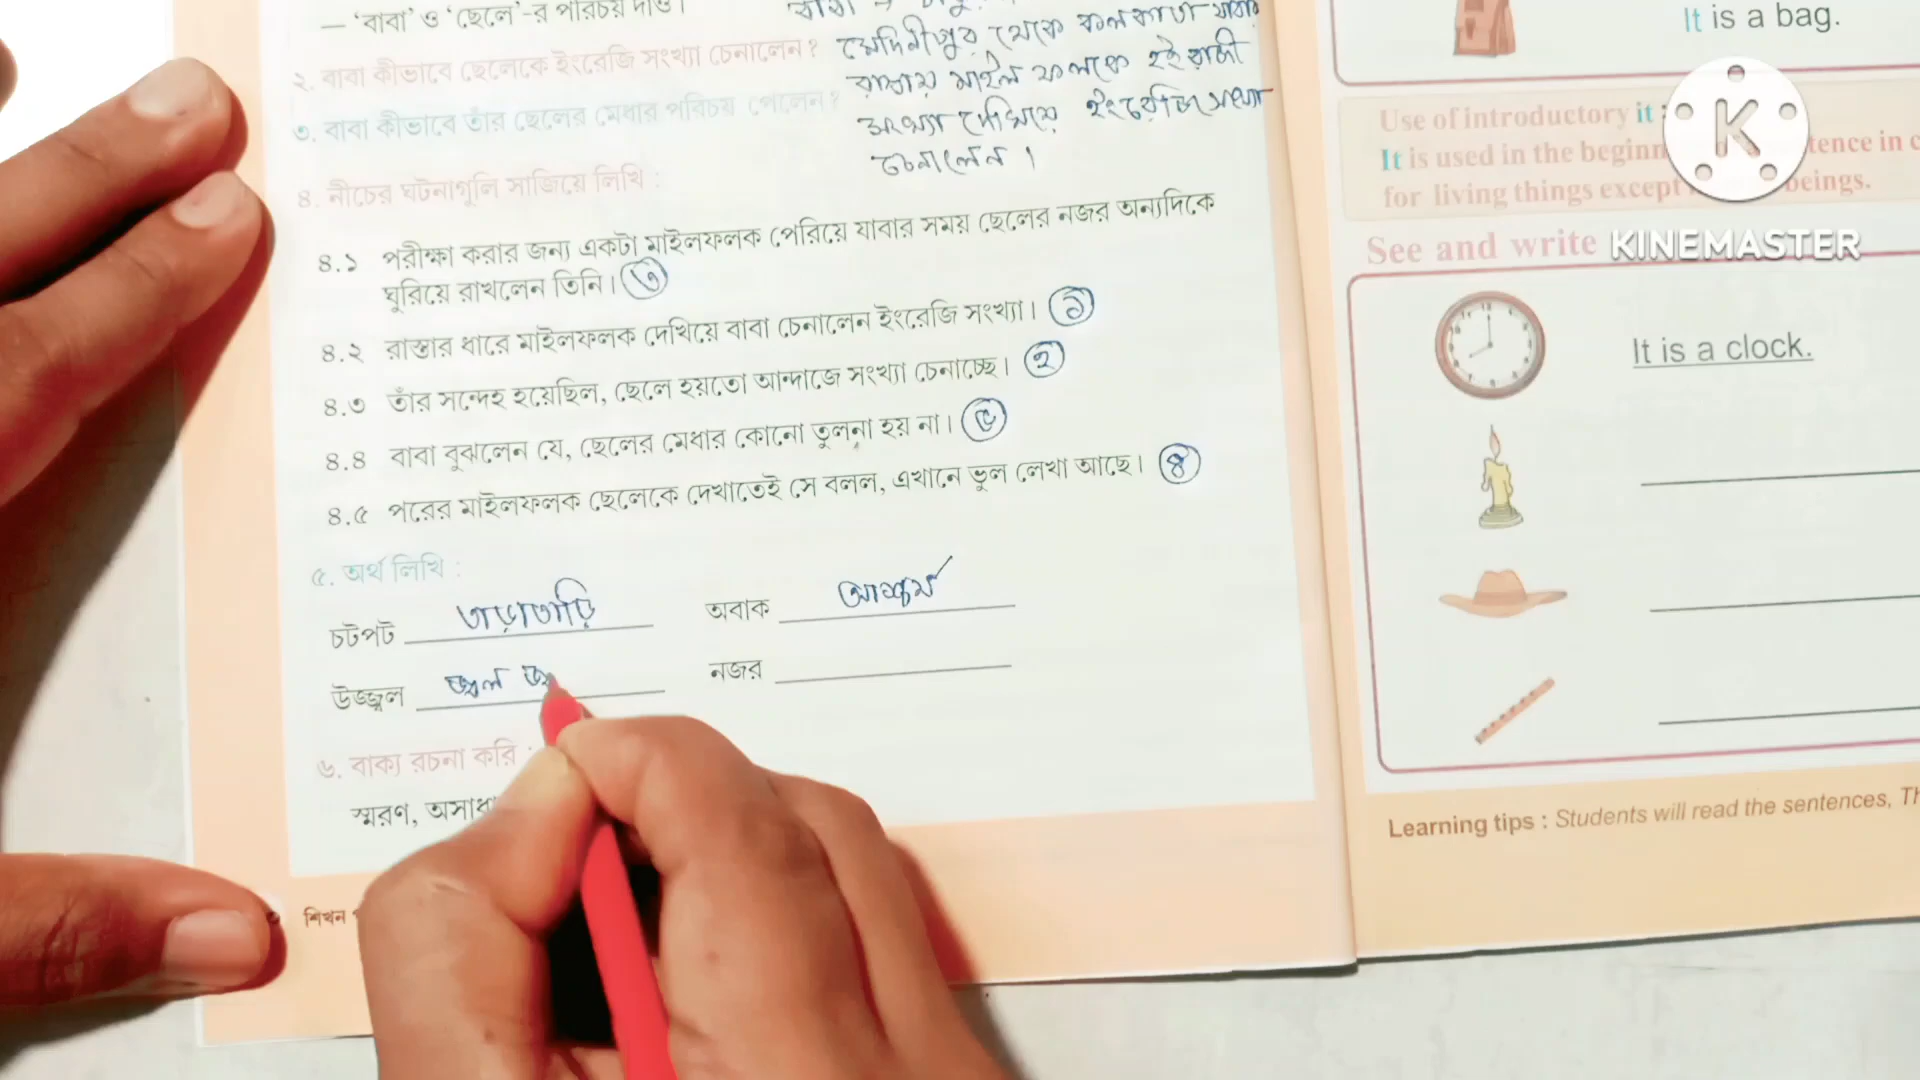 — 'বাবা' ও 'ছেলে'-র পরিচয় দাও।
২. বাবা কীভাবে ছেলেকে ইংরেজি সংখ্যা চেনালেন?
মেদিনীপুর থেকে কলকাতা যাবার
রাস্তায় মাইল ফলকে
সংখ্যা দেখিয়ে ইংরেজি সংখ্যা
চেনালেন।
৩. বাবা কীভাবে তাঁর ছেলের মেধার পরিচয় পেলেন?
৪. নীচের ঘটনাগুলি সাজিয়ে লিখি :
৪.১ পরীক্ষা করার জন্য একটা মাইলফলক পেরিয়ে যাবার সময় ছেলের নজর অন্যদিকে
ঘুরিয়ে রাখলেন তিনি। ৩
৪.২ রাস্তার ধারে মাইলফলক দেখিয়ে বাবা চেনালেন ইংরেজি সংখ্যা। ১
৪.৩ তাঁর সন্দেহ হয়েছিল, ছেলে হয়তো আন্দাজে সংখ্যা চেনাচ্ছে। ২
৪.৪ বাবা বুঝলেন যে, ছেলের মেধার কোনো তুলনা হয় না। ৫
৪.৫ পরের মাইলফলক ছেলেকে দেখাতেই সে বলল, এখানে ভুল লেখা আছে। ৪
৫. অর্থ লিখি :
চটপট তাড়াতাড়ি অবাক আশ্চর্য
উজ্জ্বল জ্বল জ্ব নজর
৬. বাক্য রচনা করি :
স্মরণ,
শিখন
It is a bag.
Use of introductory it :
It is used in the
for living things except beings.
See and write
KINEMASTER
K
It is a clock.
Learning tips : Students will read the sentences,